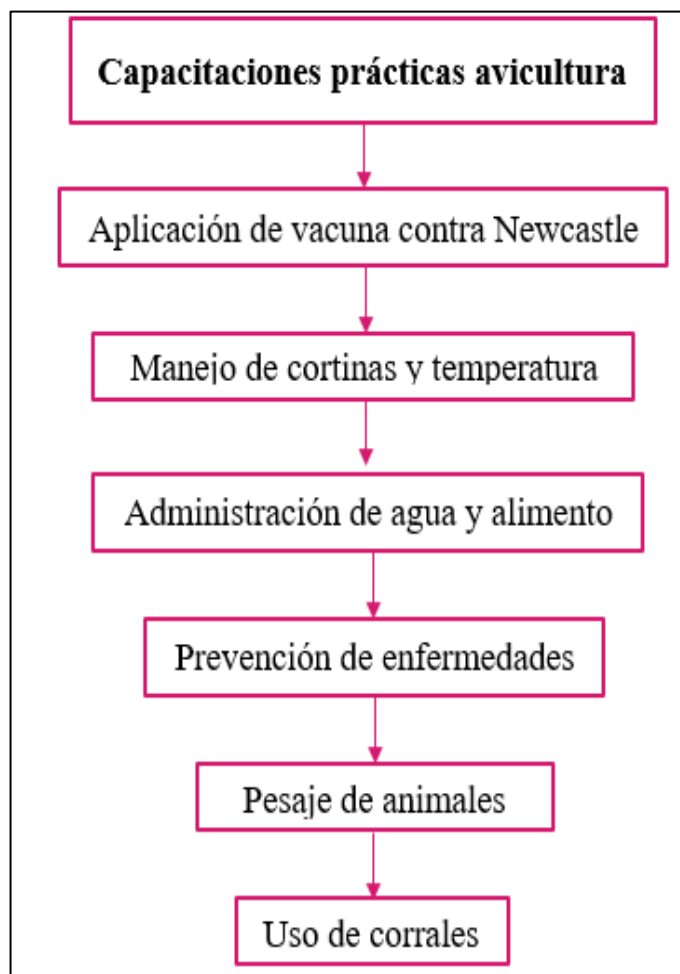 Capacitaciones prácticas avicultura
Aplicación de vacuna contra Newcastle
Manejo de cortinas y temperatura
Administración de agua y alimento
Prevención de enfermedades
Pesaje de animales
Uso de corrales